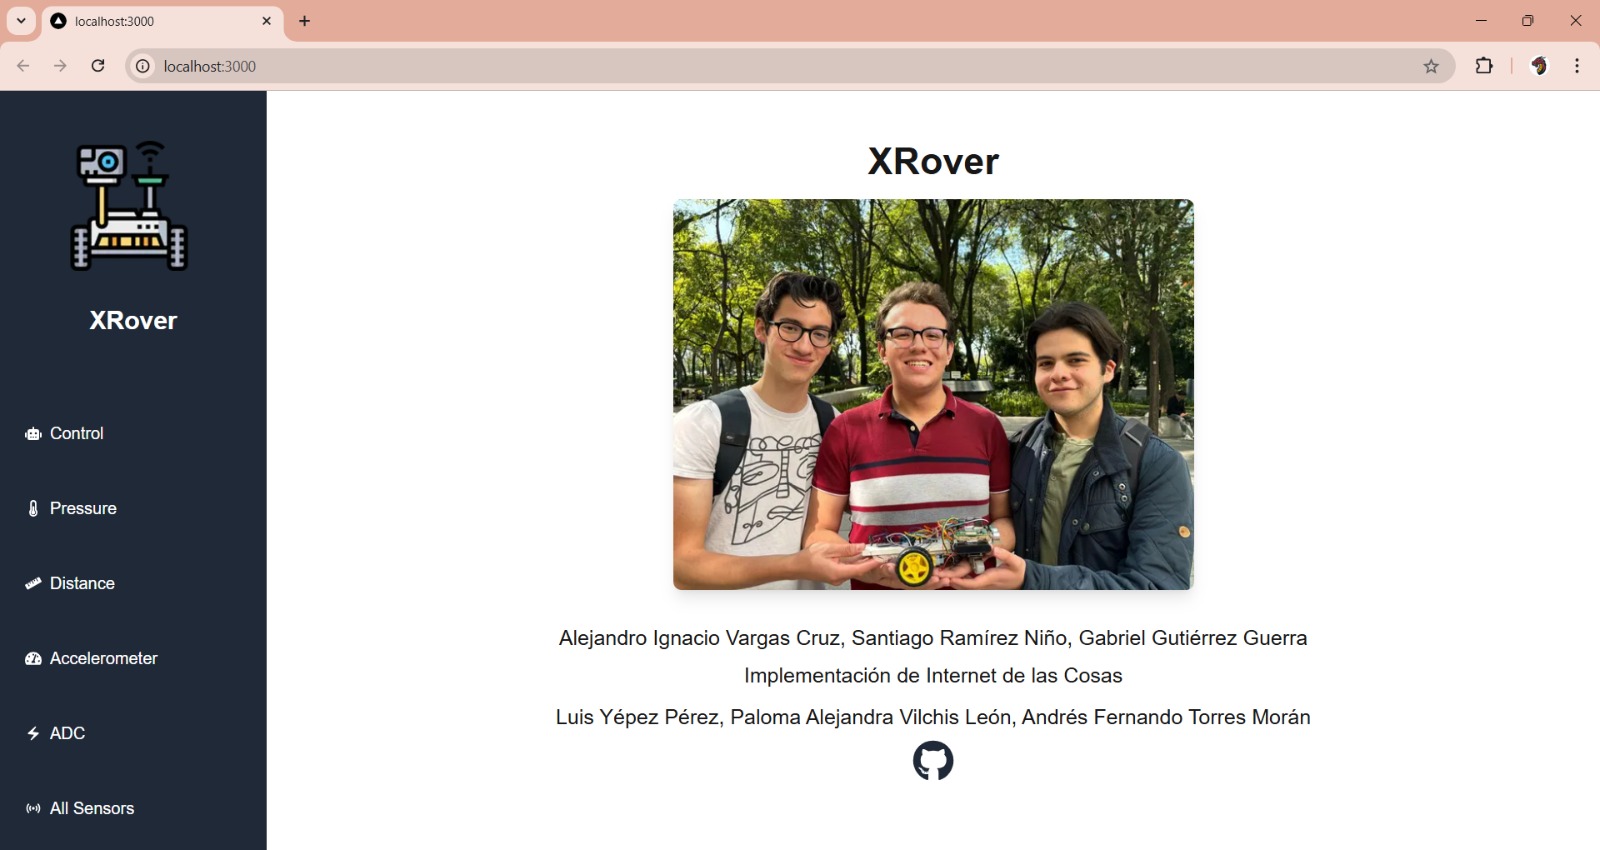 localhost:3000
localhost:3000
XRover
Control
Pressure
Distance
Accelerometer
ADC
All Sensors
XRover
Alejandro Ignacio Vargas Cruz, Santiago Ramírez Niño, Gabriel Gutiérrez Guerra
Implementación de Internet de las Cosas
Luis Yépez Pérez, Paloma Alejandra Vilchis León, Andrés Fernando Torres Morán